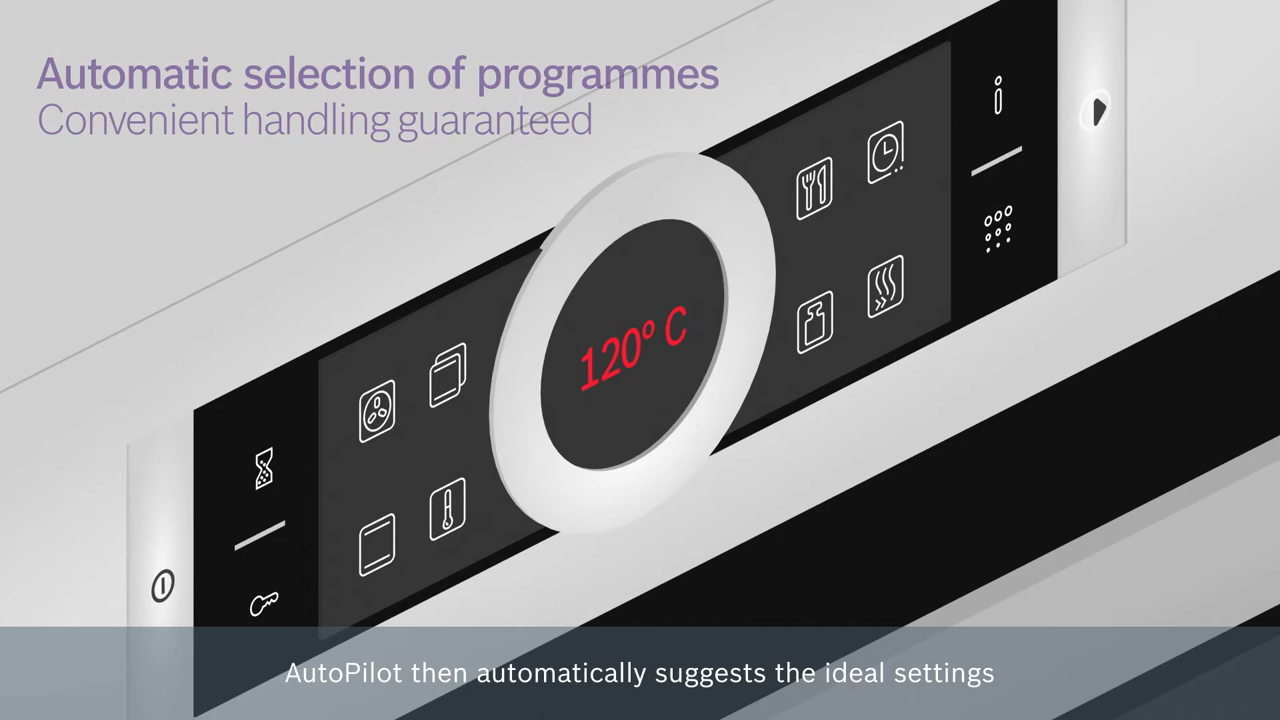 Automatic selection of programmes
Convenient handling guaranteed
120° C
AutoPilot then automatically suggests the ideal settings